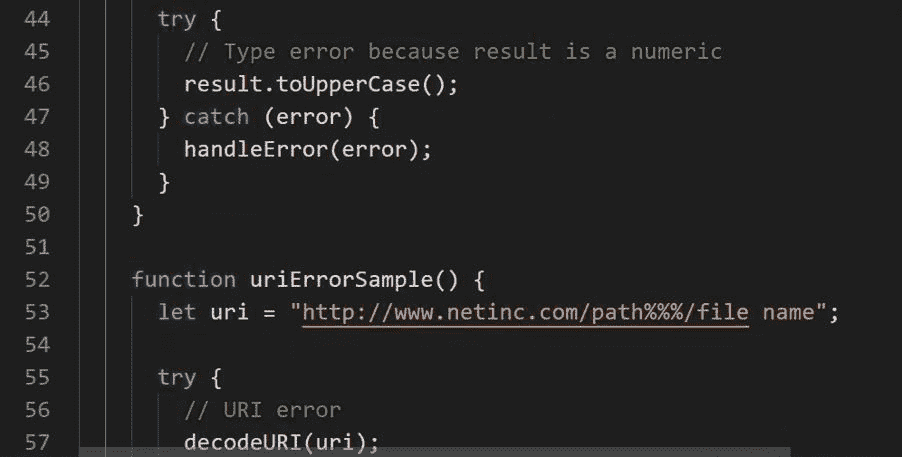 44 try {
45 // Type error because result is a numeric
46 result.toUpperCase();
47 } catch (error) {
48 handleError(error);
49 }
50 }
51
52 function uriErrorSample() {
53 let uri = "http://www.netinc.com/path%%%/file name";
54
55 try {
56 // URI error
57 decodeURI(uri);